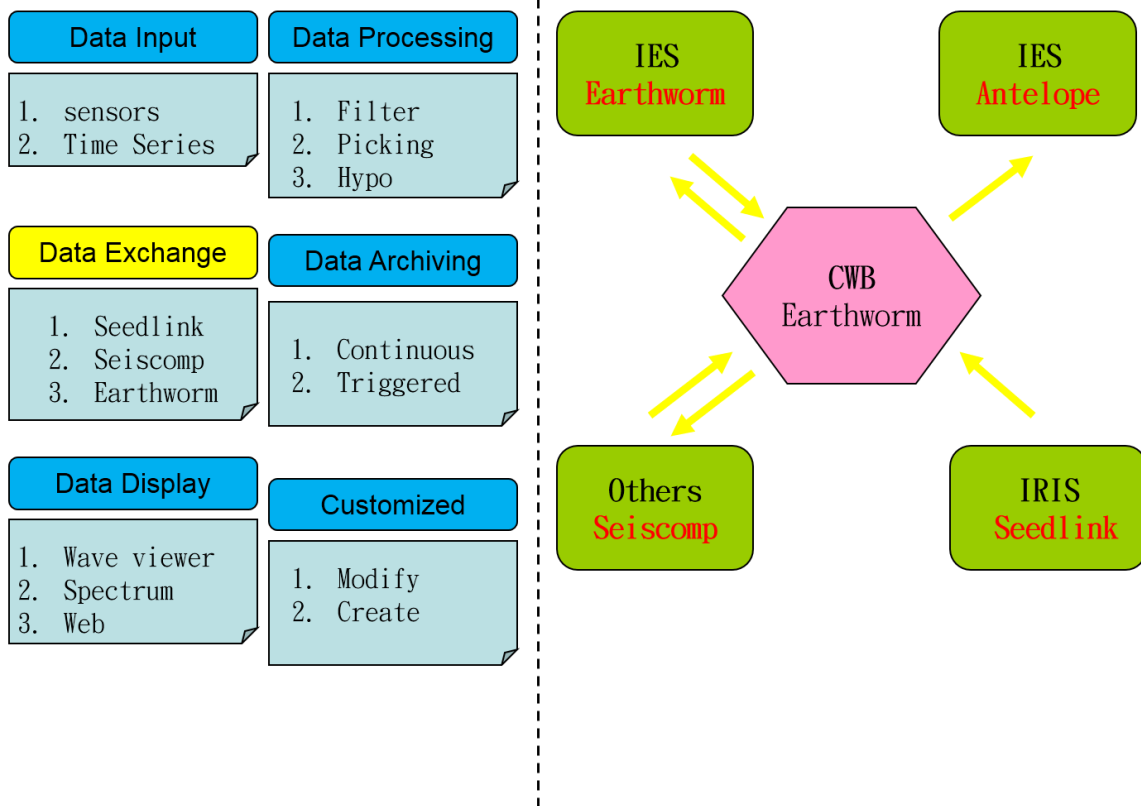 Data Input
1. sensors
2. Time Series
Data Processing
1. Filter
2. Picking
3. Hypo
Data Exchange
1. Seedlink
2. Seiscomp
3. Earthworm
Data Archiving
1. Continuous
2. Triggered
Data Display
1. Wave viewer
2. Spectrum
3. Web
Customized
1. Modify
2. Create
IES
Earthworm
IES
Antelope
CWB
Earthworm
Others
Seiscomp
IRIS
Seedlink